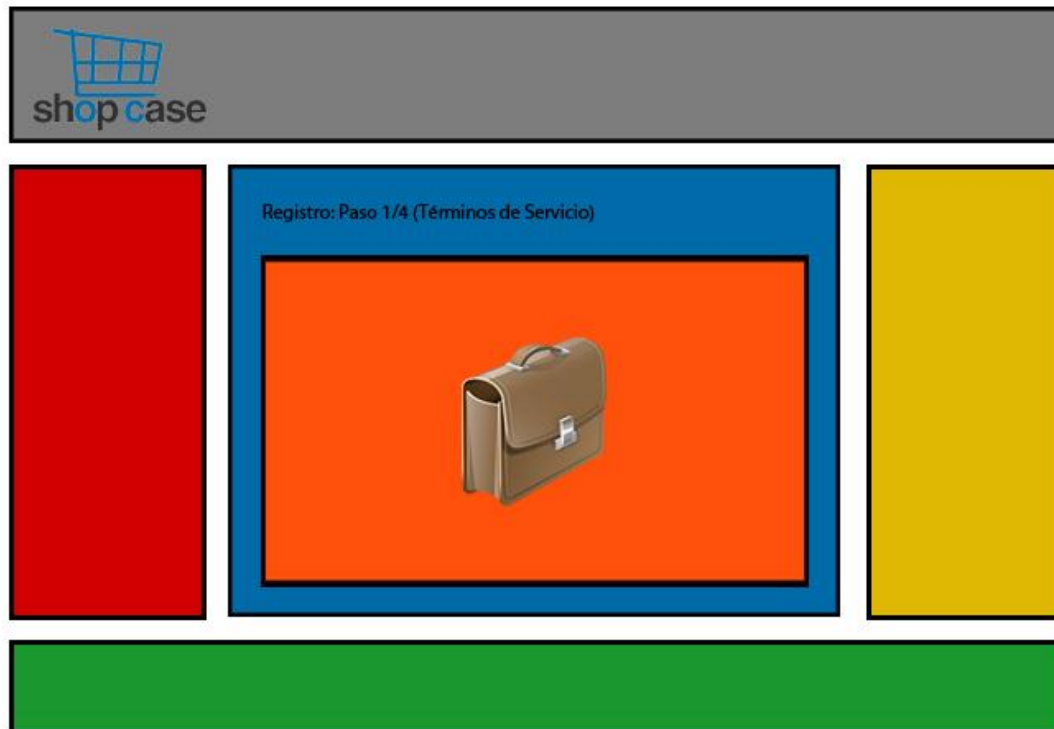 shop case
Registro: Paso 1/4 (Términos de Servicio)